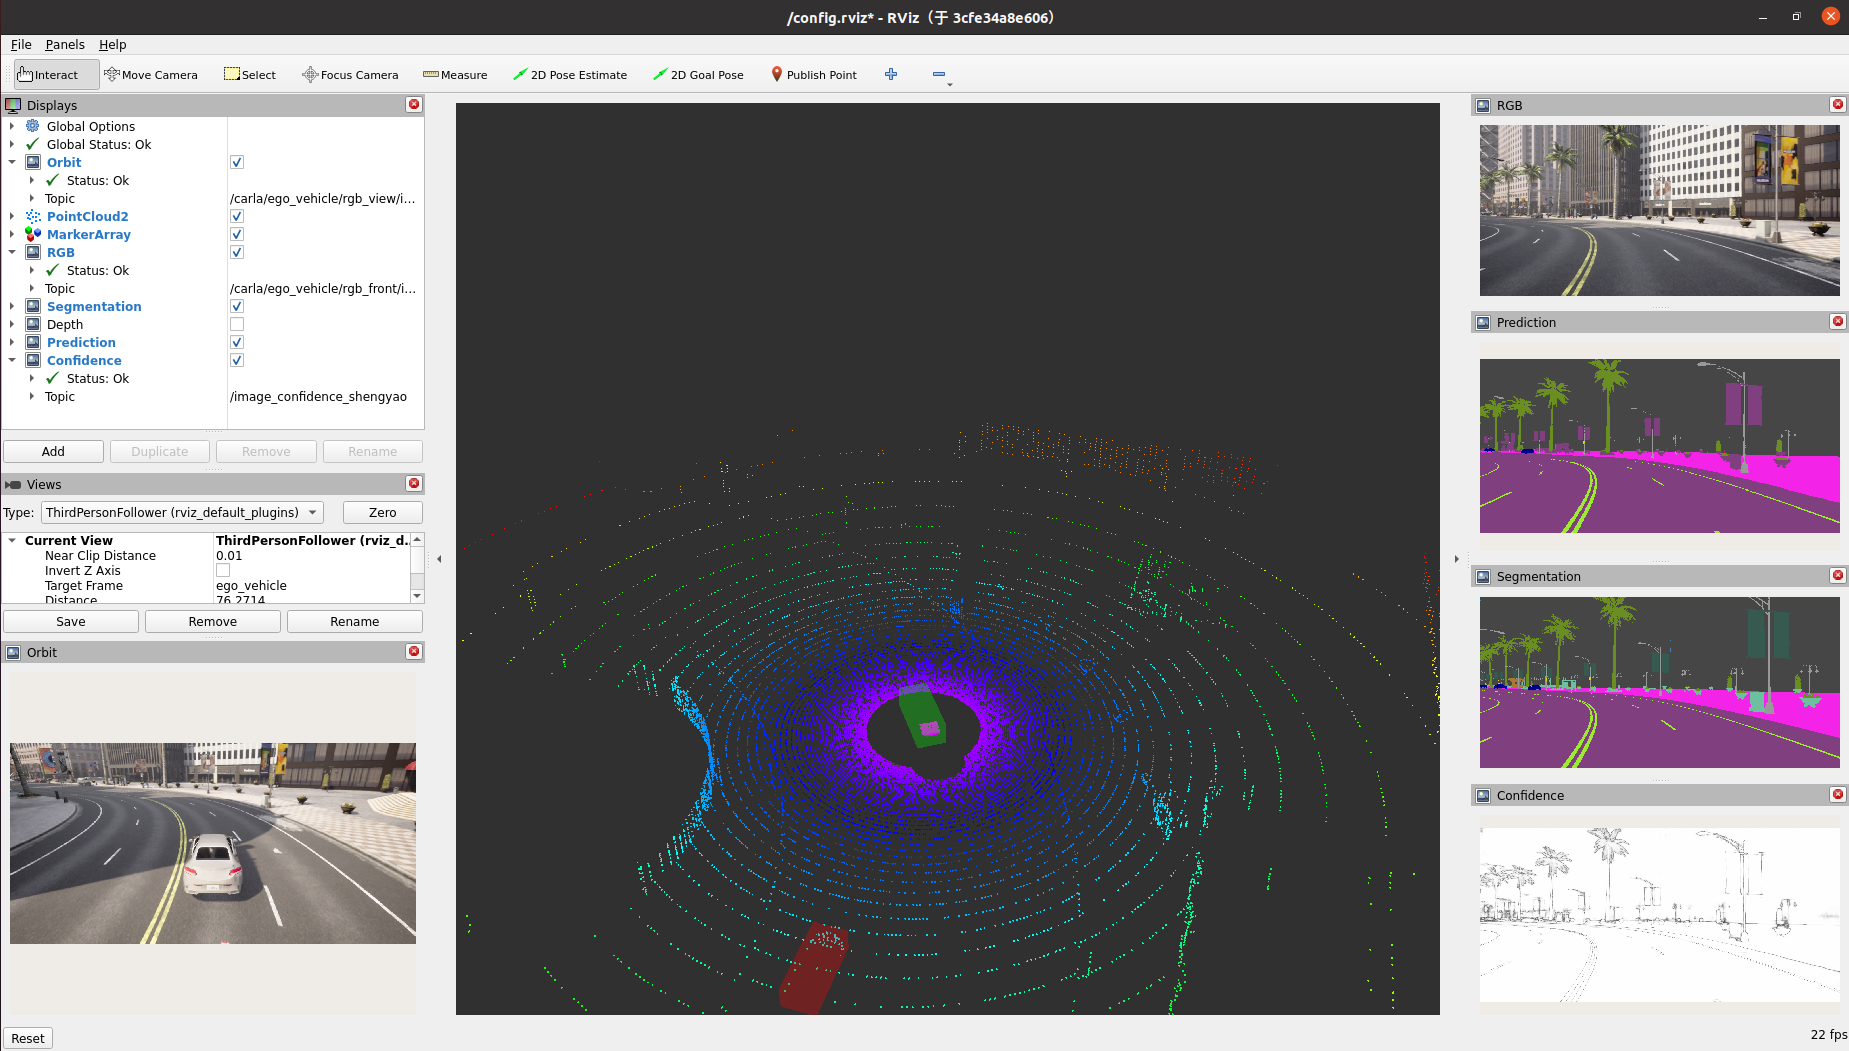 /config.rviz* - RViz（于 3cfe34a8e606）
File Panels Help
Interact Move Camera Select Focus Camera Measure 2D Pose Estimate 2D Goal Pose Publish Point
Displays
Global Options
Global Status: Ok
Orbit
Status: Ok
Topic /carla/ego_vehicle/rgb_view/i...
PointCloud2
MarkerArray
RGB
Status: Ok
Topic /carla/ego_vehicle/rgb_front/i...
Segmentation
Depth
Prediction
Confidence
Status: Ok
Topic /image_confidence_shengyao
Add Duplicate Remove Rename
Views
Type: ThirdPersonFollower (rviz_default_plugins) Zero
Current View ThirdPersonFollower (rviz_d...
Near Clip Distance 0.01
Invert Z Axis
Target Frame ego_vehicle
Distance 76.2714
Save Remove Rename
Orbit
Reset
RGB
Prediction
Segmentation
Confidence
22 fps